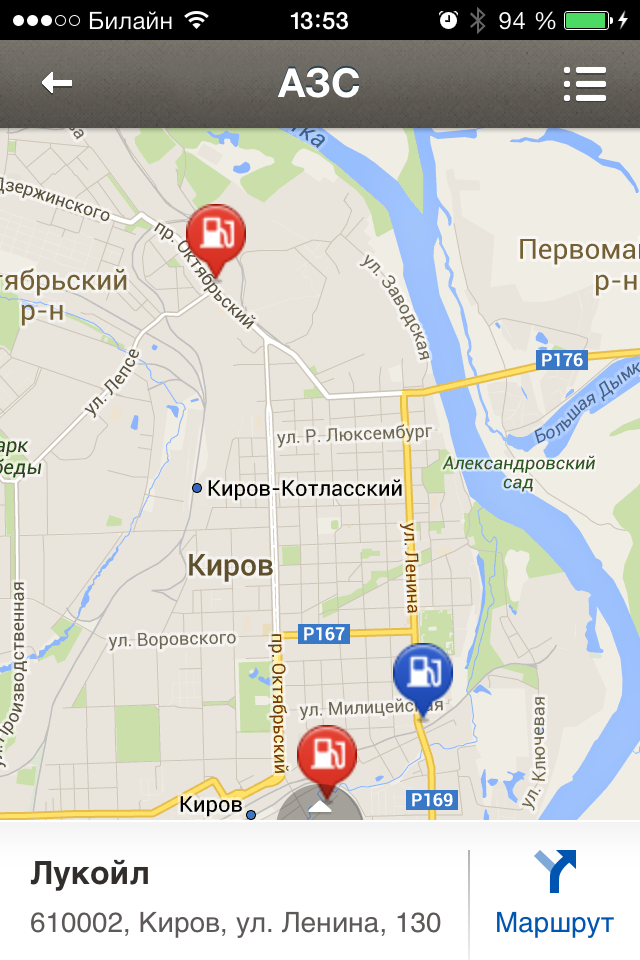 Билайн 13:53 94 %
АЗС
Дзержинского
пр. Октябрьский
ул. Заводская
Первома
р-н
тябрьский
р-н
ул. Лепсе
P176
Большая Дымк
ул. Р. Люксембург
арк
беды
Александровский
сад
Киров-Котласский
ул. Ленина
Киров
ул. Производственная
ул. Воровского
P167
пр. Октябрьский
ул. Милицейская
ул. Ключевая
Киров
P169
Лукойл
610002, Киров, ул. Ленина, 130
Маршрут